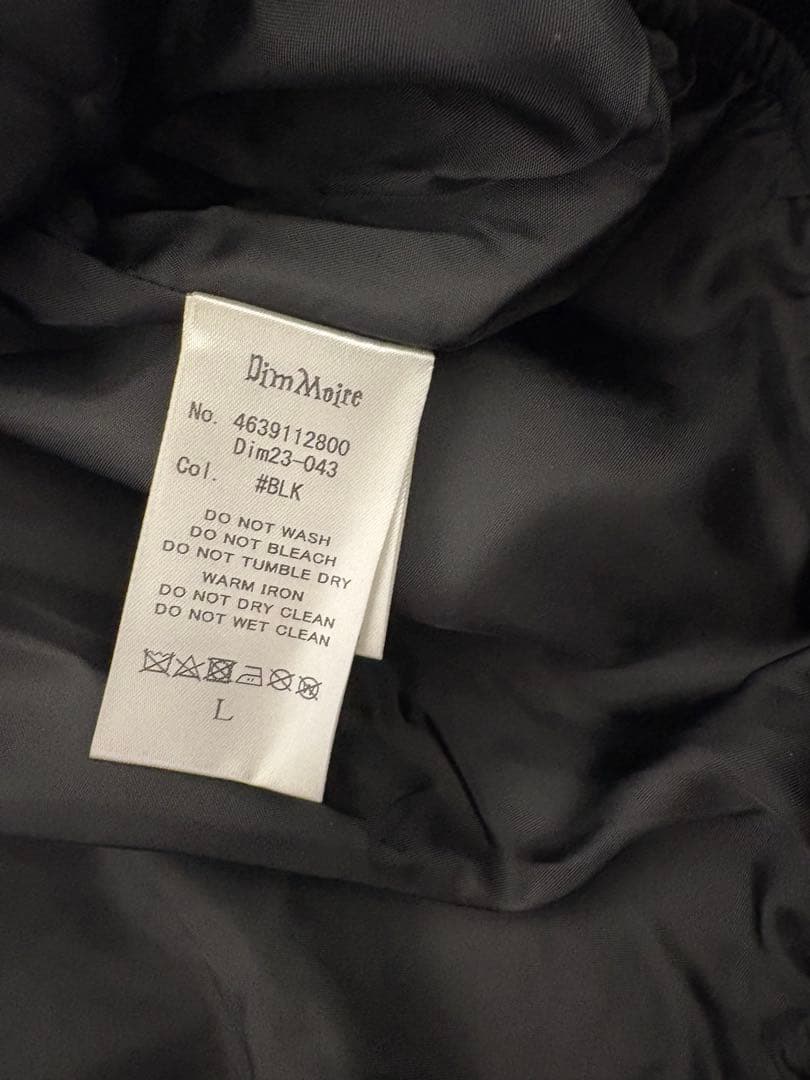 DimMoire
No. 4639112800
Dim23-043
Col. #BLK
DO NOT WASH
DO NOT BLEACH
DO NOT TUMBLE DRY
WARM IRON
DO NOT DRY CLEAN
DO NOT WET CLEAN
L